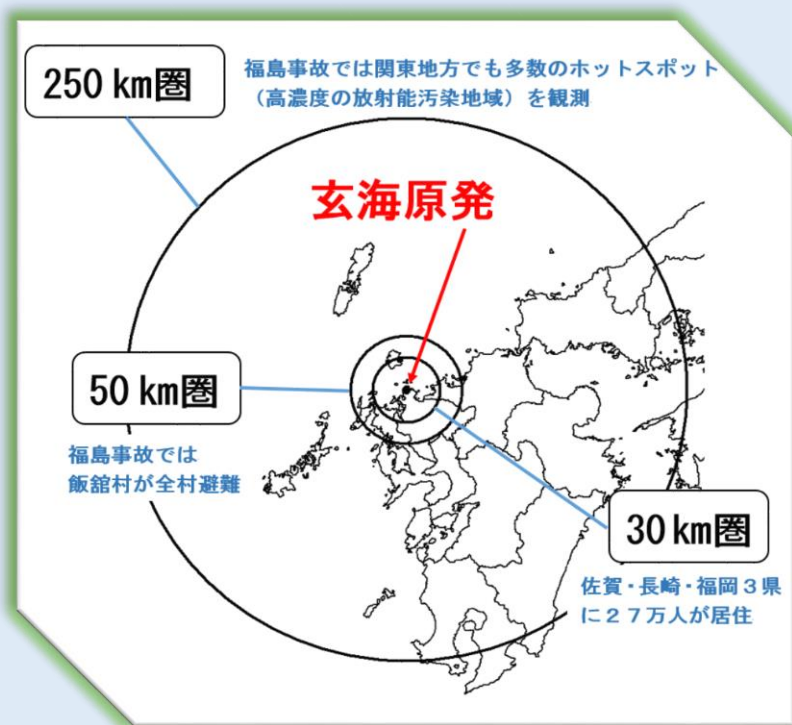 250 km圏
福島事故では関東地方でも多数のホットスポット
（高濃度の放射能汚染地域）を観測
玄海原発
50 km圏
福島事故では
飯舘村が全村避難
30 km圏
佐賀・長崎・福岡３県
に２７万人が居住